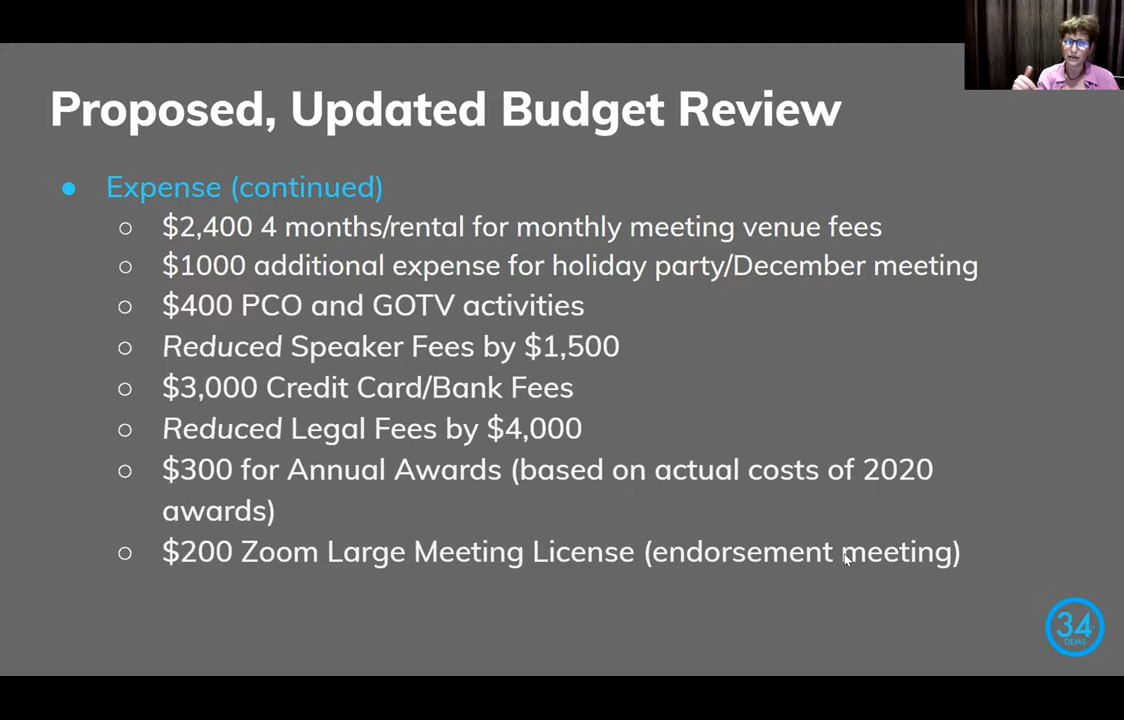 Proposed, Updated Budget Review
● Expense (continued)
○ $2,400 4 months/rental for monthly meeting venue fees
○ $1000 additional expense for holiday party/December meeting
○ $400 PCO and GOTV activities
○ Reduced Speaker Fees by $1,500
○ $3,000 Credit Card/Bank Fees
○ Reduced Legal Fees by $4,000
○ $300 for Annual Awards (based on actual costs of 2020
awards)
○ $200 Zoom Large Meeting License (endorsement meeting)
34
DEMS